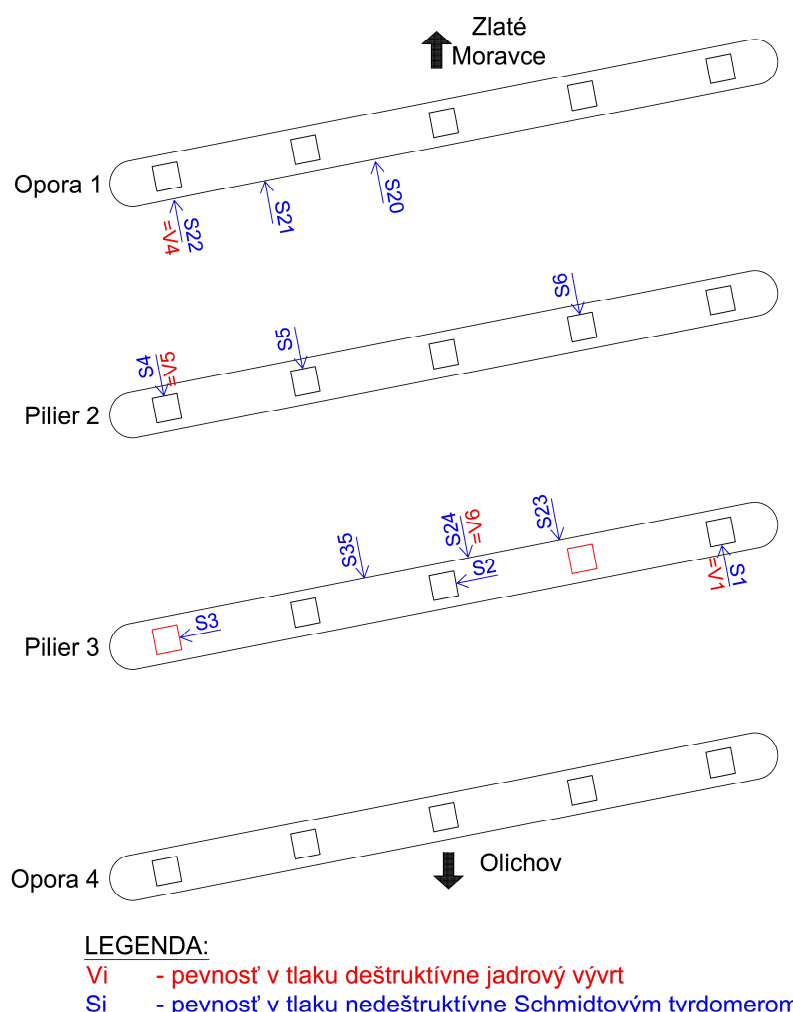 Zlaté
Moravce
Opora 1
S20
S21
S22
=V4
S6
S5
S4
=V5
Pilier 2
S23
S24
=V6
S35
S2
S1
=V1
S3
Pilier 3
Olichov
Opora 4
LEGENDA:
Vi - pevnosť v tlaku deštruktívne jadrový vývrt
Si - pevnosť v tlaku nedeštruktívne Schmidtovým tvrdomerom